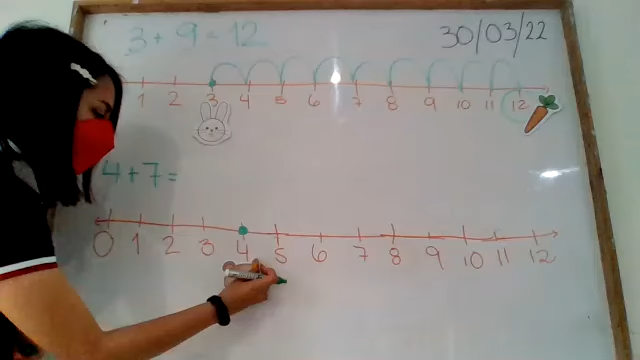 3 + 9 = 12
30/03/22
1 2 3 4 5 6 7 8 9 10 11 12
4 + 7 =
0 1 2 3 4 5 6 7 8 9 10 11 12